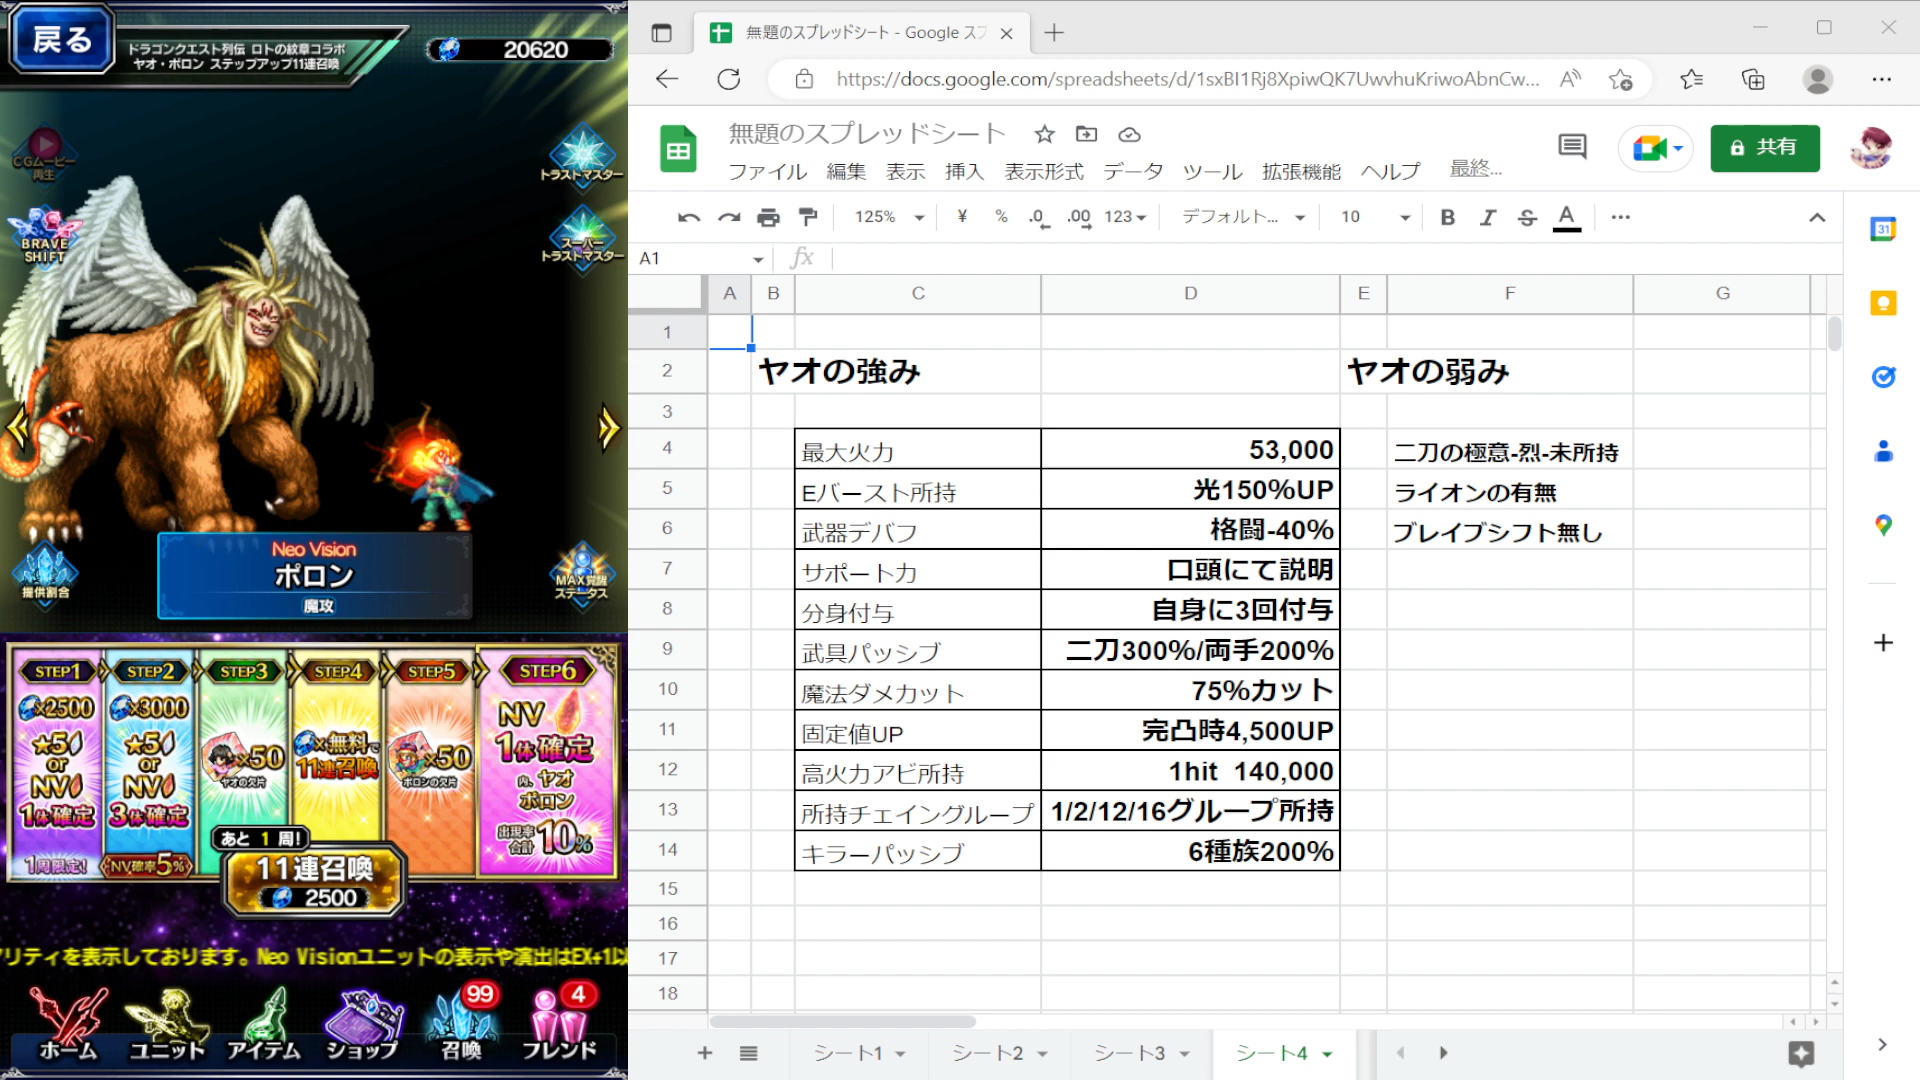 戻る
ドラゴンクエスト列伝 ロトの紋章コラボ
ヤオ・ポロン ステップアップ11連召喚
20620
CGムービー
再生
トラストマスター
BRAVE
SHIFT
スーパー
トラストマスター
提供割合
Neo Vision
ポロン
魔攻
MAX覚醒
ステータス
STEP1
×2500
★5
or
NV
1体確定
1周限定!
STEP2
×3000
★5
or
NV
3体確定
NV確率5%
STEP3
×50
ヤオの欠片
STEP4
×無料で
11連召喚
STEP5
×50
ポロンの欠片
STEP6
NV
1体確定
内、ヤオ
ポロン
出現率
合計10%
あと 1 周!
11連召喚
2500
リティを表示しております。Neo Visionユニットの表示や演出はEX+1以
ホーム
ユニット
アイテム
ショップ
99
召喚
4
フレンド
無題のスプレッドシート - Google スプ
https://docs.google.com/spreadsheets/d/1sxBI1Rj8XpiwQK7UwvhuKriwoAbnCw...
無題のスプレッドシート
ファイル 編集 表示 挿入 表示形式 データ ツール 拡張機能 ヘルプ 最終...
共有
125% ¥ % .0 .00 123 デフォルト... 10 B I S A
A1 fx
A B C D E F G
1
2 ヤオの強み ヤオの弱み
3
4 最大火力 53,000 二刀の極意-烈-未所持
5 Eバースト所持 光150%UP ライオンの有無
6 武器デバフ 格闘-40% ブレイブシフト無し
7 サポート力 口頭にて説明
8 分身付与 自身に3回付与
9 武具パッシブ 二刀300%/両手200%
10 魔法ダメカット 75%カット
11 固定値UP 完凸時4,500UP
12 高火力アビ所持 1hit 140,000
13 所持チェイングループ 1/2/12/16グループ所持
14 キラーパッシブ 6種族200%
15
16
17
18
シート1 シート2 シート3 シート4
31